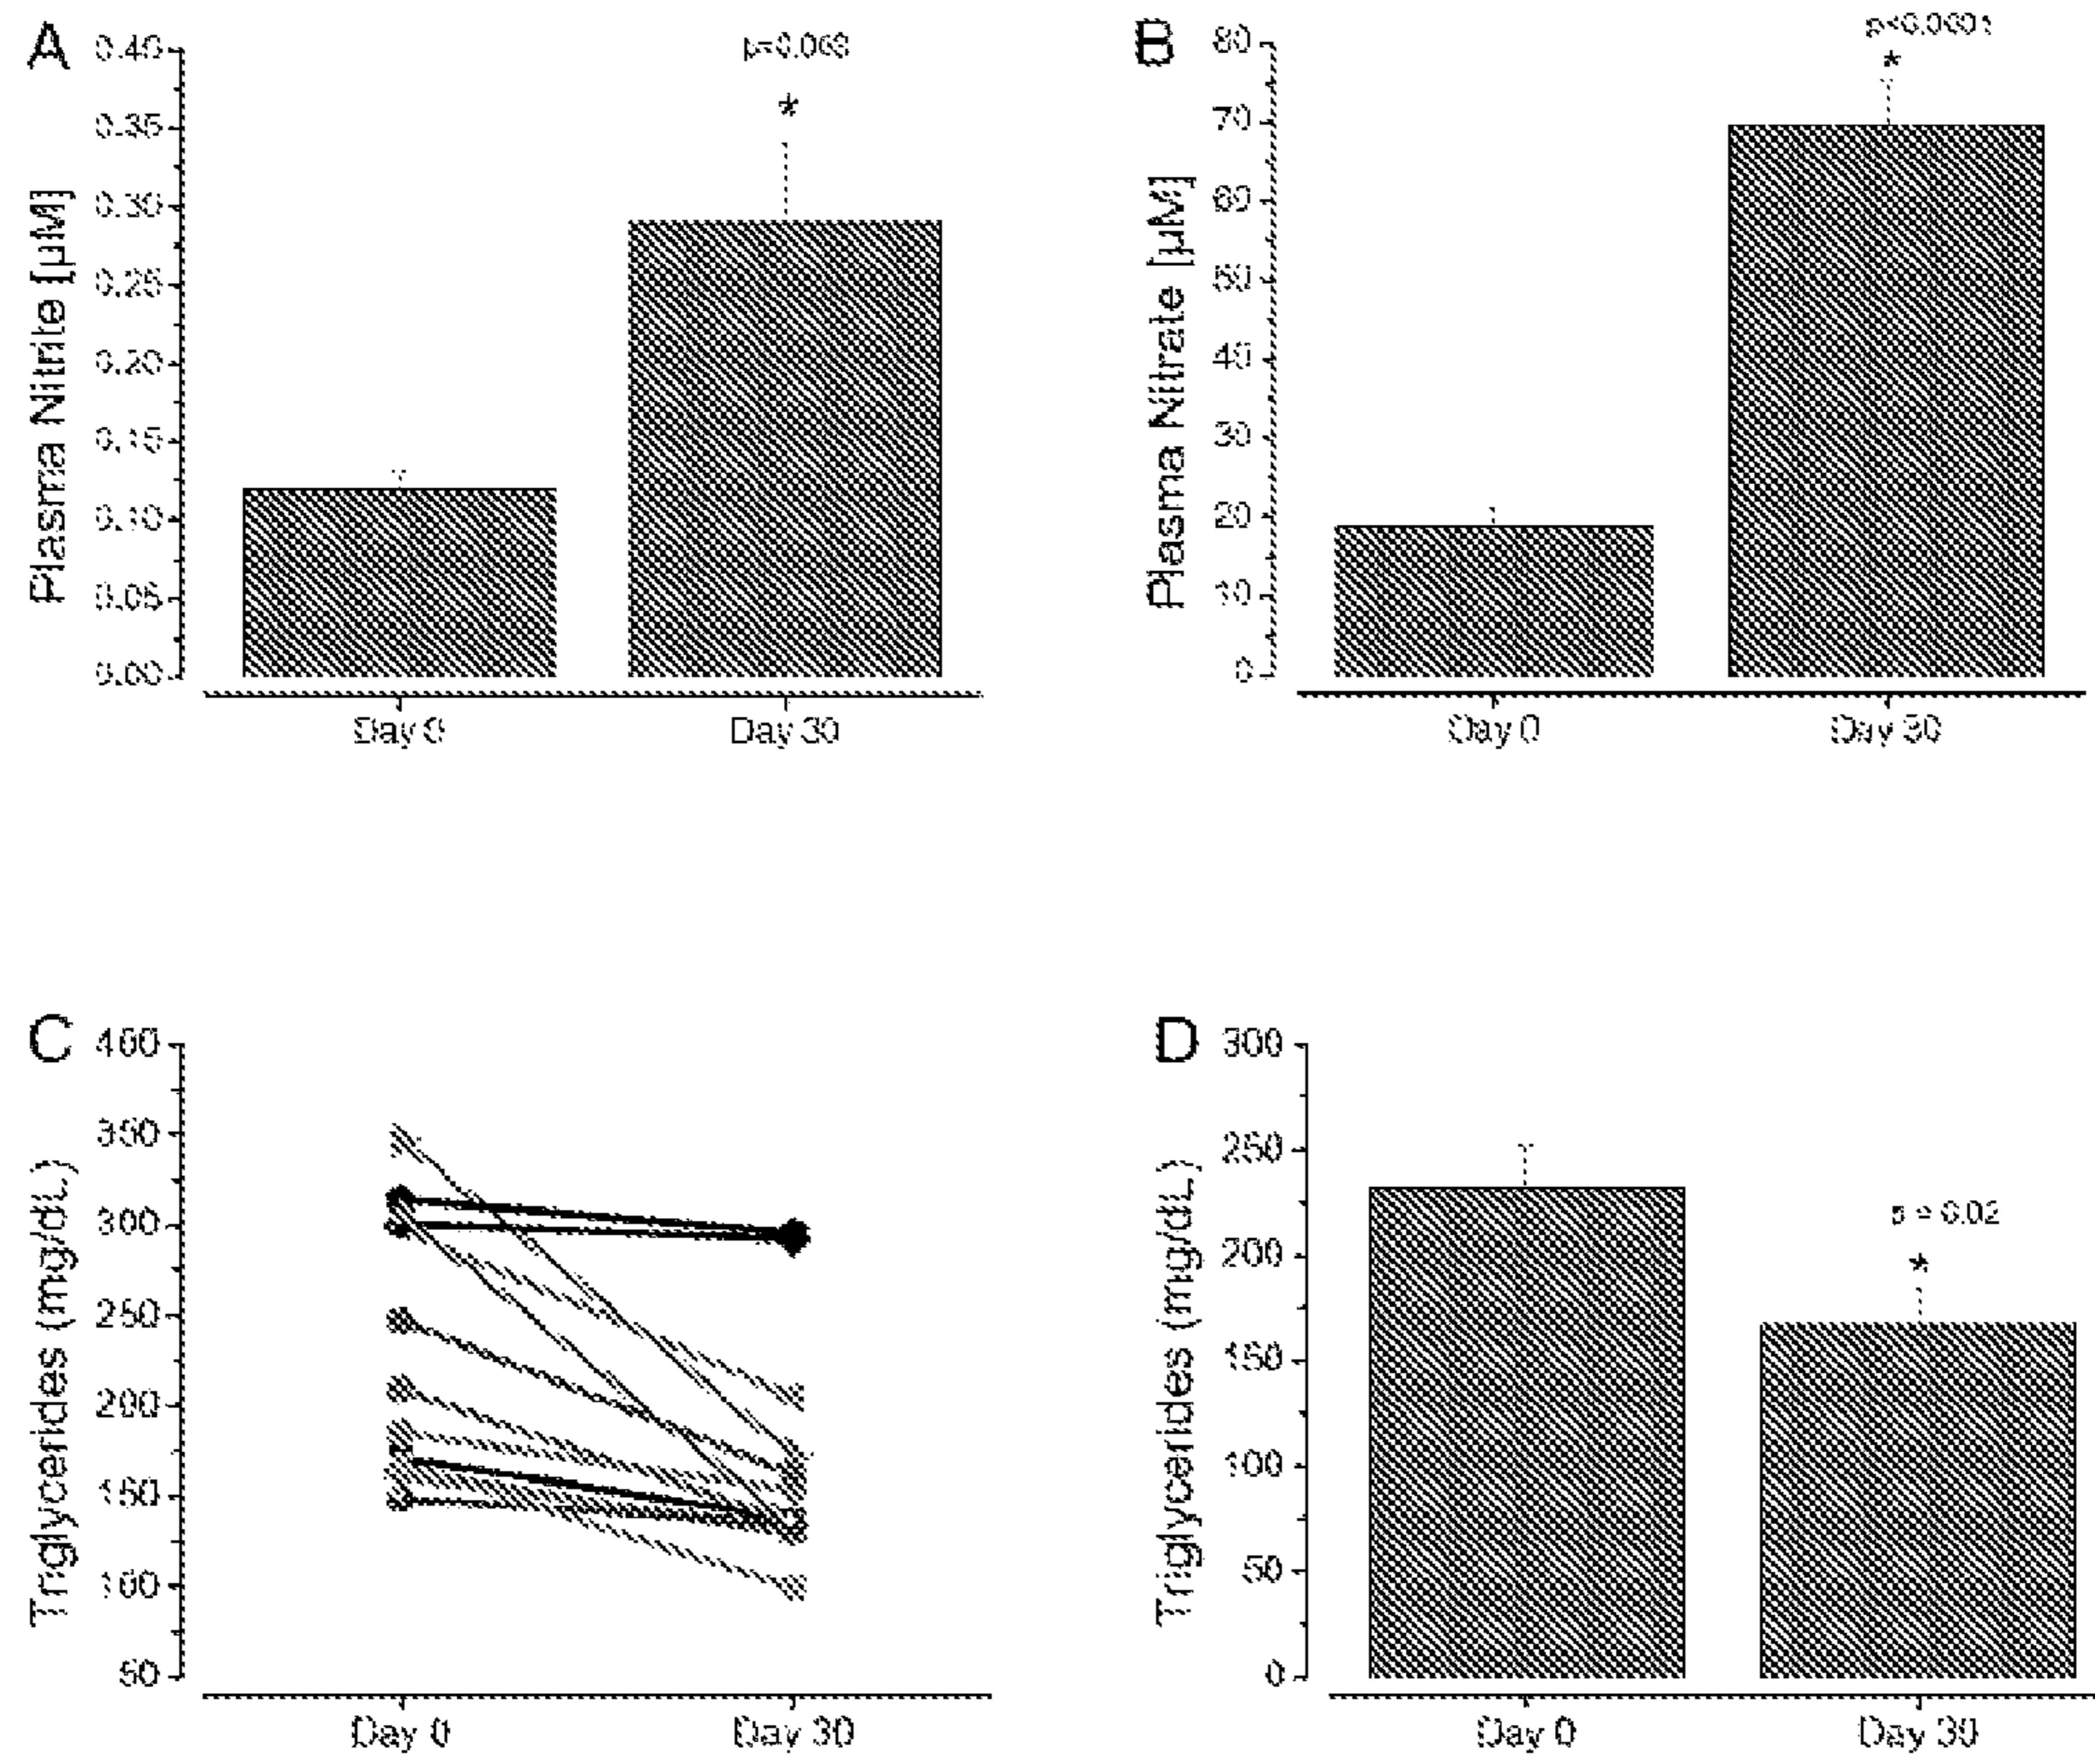 A
0.40
p=0.068
*
0.35
0.30
0.25
0.20
0.15
0.10
0.05
0.00
Plasma Nitrite [µM]
Day 0
Day 30
B
80
p<0.0001
*
70
60
50
40
30
20
10
0
Plasma Nitrate [µM]
Day 0
Day 30
C
400
350
300
250
200
150
100
50
Triglycerides (mg/dL)
Day 0
Day 30
D
300
250
200
150
100
50
0
p = 0.02
*
Triglycerides (mg/dL)
Day 0
Day 30